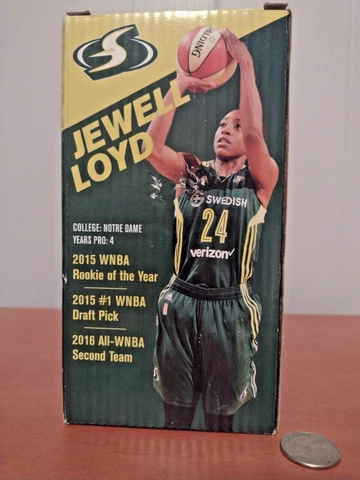 SPALDING
JEWELL
LOYD
COLLEGE: NOTRE DAME
YEARS PRO: 4
2015 WNBA
Rookie of the Year
2015 #1 WNBA
Draft Pick
2016 All-WNBA
Second Team
SWEDISH
24
verizon✓